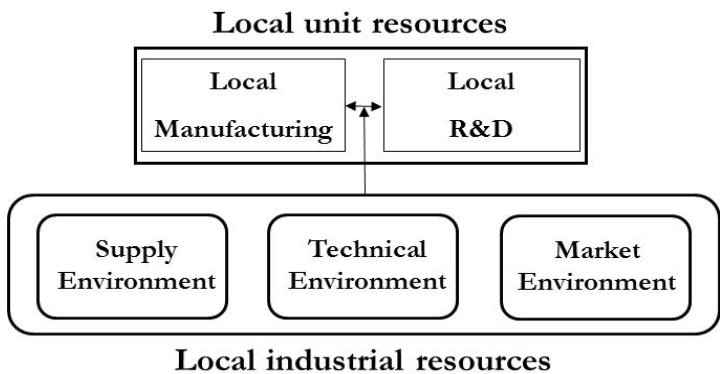 Local unit resources
Local
Manufacturing
Local
R&D
Supply
Environment
Technical
Environment
Market
Environment
Local industrial resources